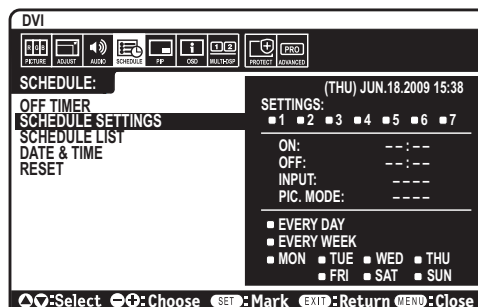 DVI
RGB
1 2
PRO
PICTURE ADJUST AUDIO SCHEDULE PIP OSD MULTI-DSP PROTECT ADVANCED
SCHEDULE:
OFF TIMER
SCHEDULE SETTINGS
SCHEDULE LIST
DATE & TIME
RESET
(THU) JUN.18.2009 15:38
SETTINGS:
1 2 3 4 5 6 7
ON: --:--
OFF: --:--
INPUT: ----
PIC. MODE: ----
EVERY DAY
EVERY WEEK
MON TUE WED THU
FRI SAT SUN
:Select :Choose SET:Mark EXIT:Return MENU:Close